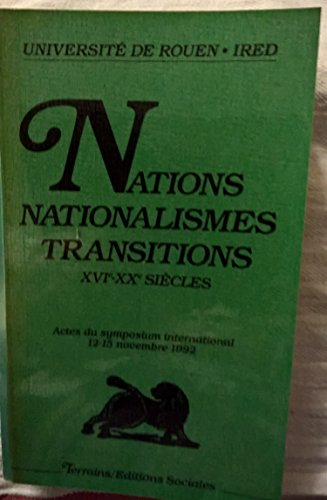 UNIVERSITÉ DE ROUEN • IRED
NATIONS
NATIONALISMES
TRANSITIONS
XVIe-XXe SIÈCLES
Actes du symposium international
12-15 novembre 1992
Terrains/Editions Sociales